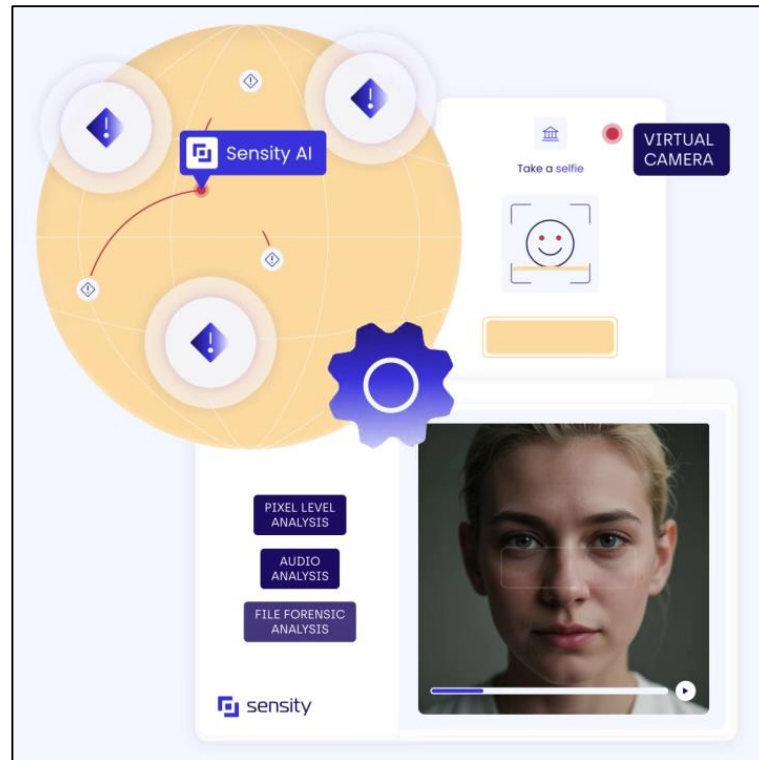 Sensity AI
Take a selfie
VIRTUAL
CAMERA
PIXEL LEVEL
ANALYSIS
AUDIO
ANALYSIS
FILE FORENSIC
ANALYSIS
sensity